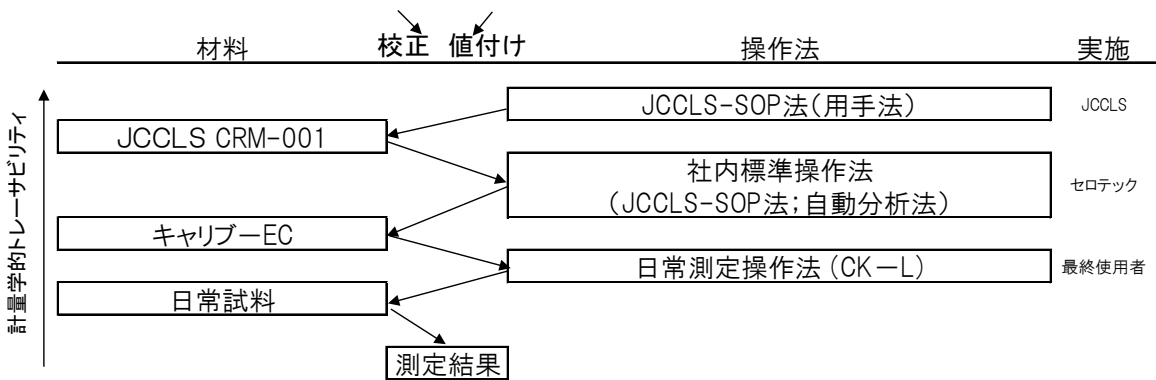 材料 校正 値付け 操作法 実施
計量学的トレーサビリティ
JCCLS-SOP法(用手法) JCCLS
JCCLS CRM-001
社内標準操作法
(JCCLS-SOP法;自動分析法)
セロテック
キャリブーEC
日常測定操作法(CK-L) 最終使用者
日常試料
測定結果